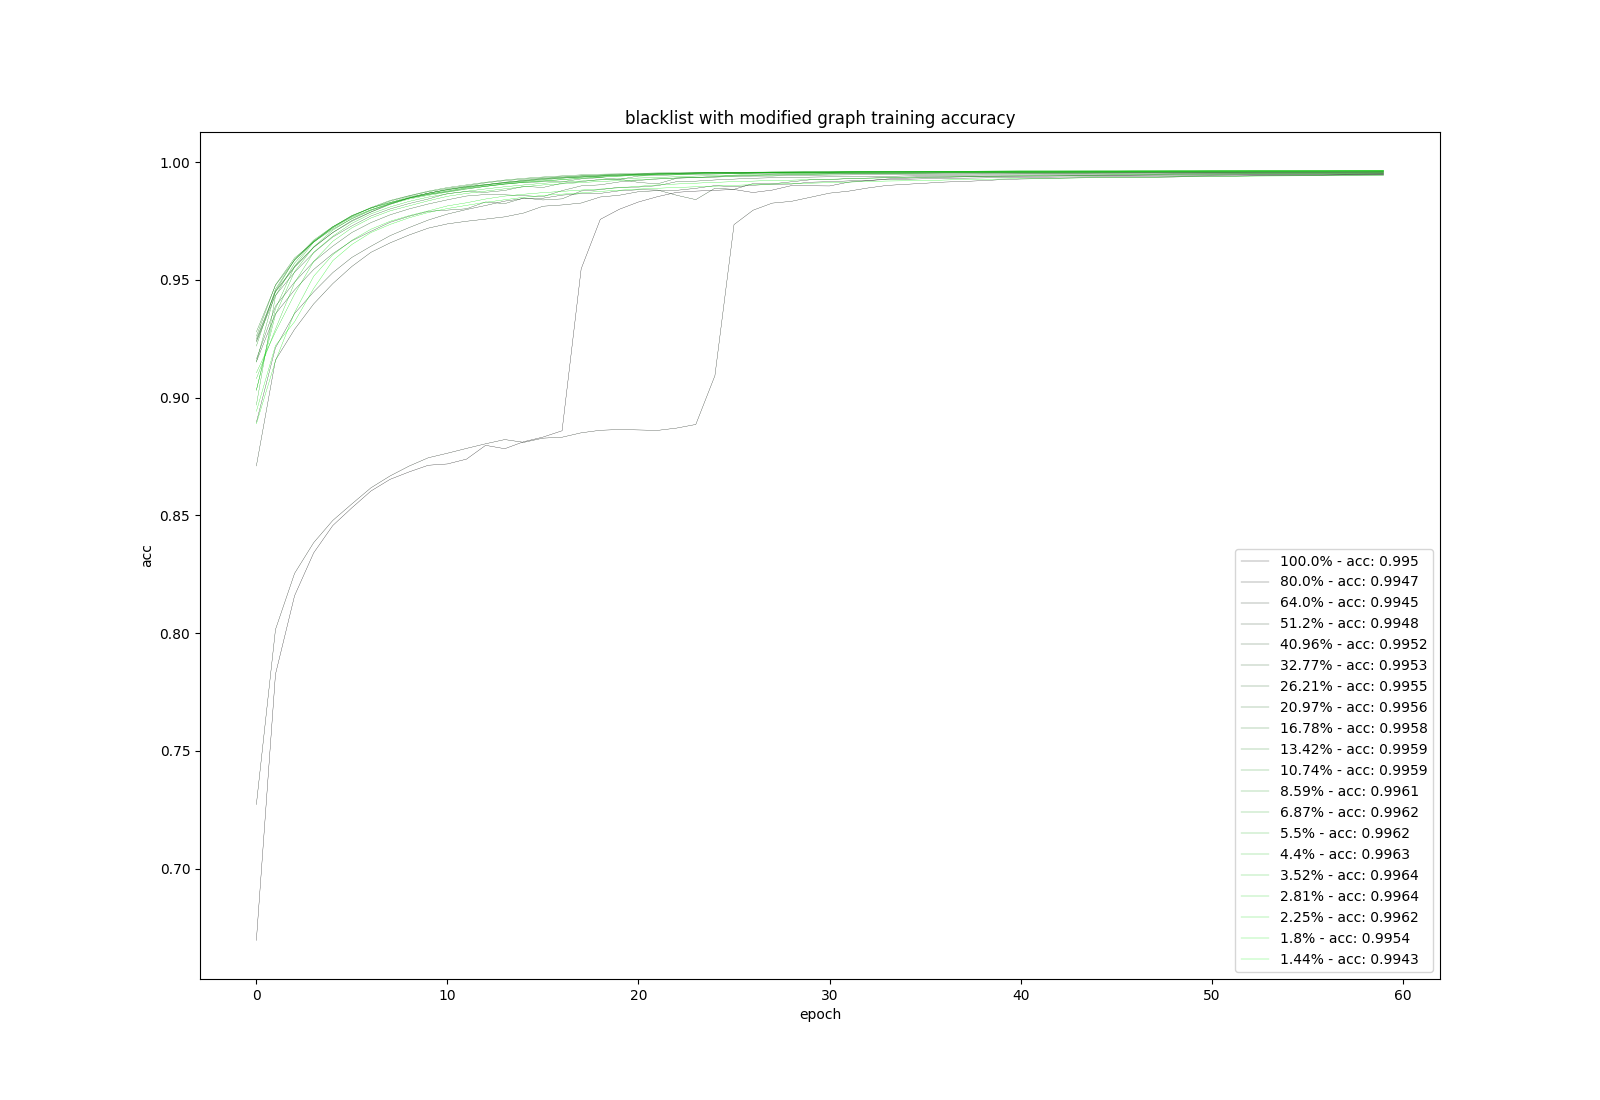 blacklist with modified graph training accuracy
1.00
0.95
0.90
0.85
0.80
0.75
0.70
acc
100.0% - acc: 0.995
80.0% - acc: 0.9947
64.0% - acc: 0.9945
51.2% - acc: 0.9948
40.96% - acc: 0.9952
32.77% - acc: 0.9953
26.21% - acc: 0.9955
20.97% - acc: 0.9956
16.78% - acc: 0.9958
13.42% - acc: 0.9959
10.74% - acc: 0.9959
8.59% - acc: 0.9961
6.87% - acc: 0.9962
5.5% - acc: 0.9962
4.4% - acc: 0.9963
3.52% - acc: 0.9964
2.81% - acc: 0.9964
2.25% - acc: 0.9962
1.8% - acc: 0.9954
1.44% - acc: 0.9943
0 10 20 30 40 50 60
epoch